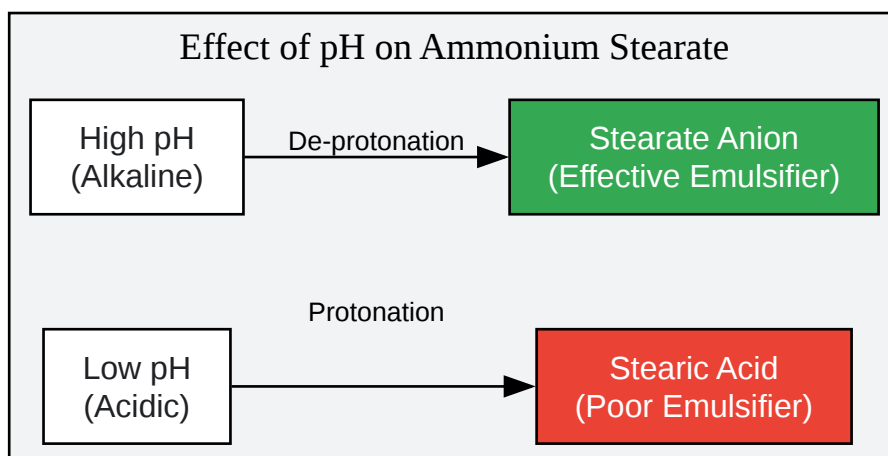 Effect of pH on Ammonium Stearate
High pH
(Alkaline)
De-protonation
Stearate Anion
(Effective Emulsifier)
Protonation
Low pH
(Acidic)
Stearic Acid
(Poor Emulsifier)